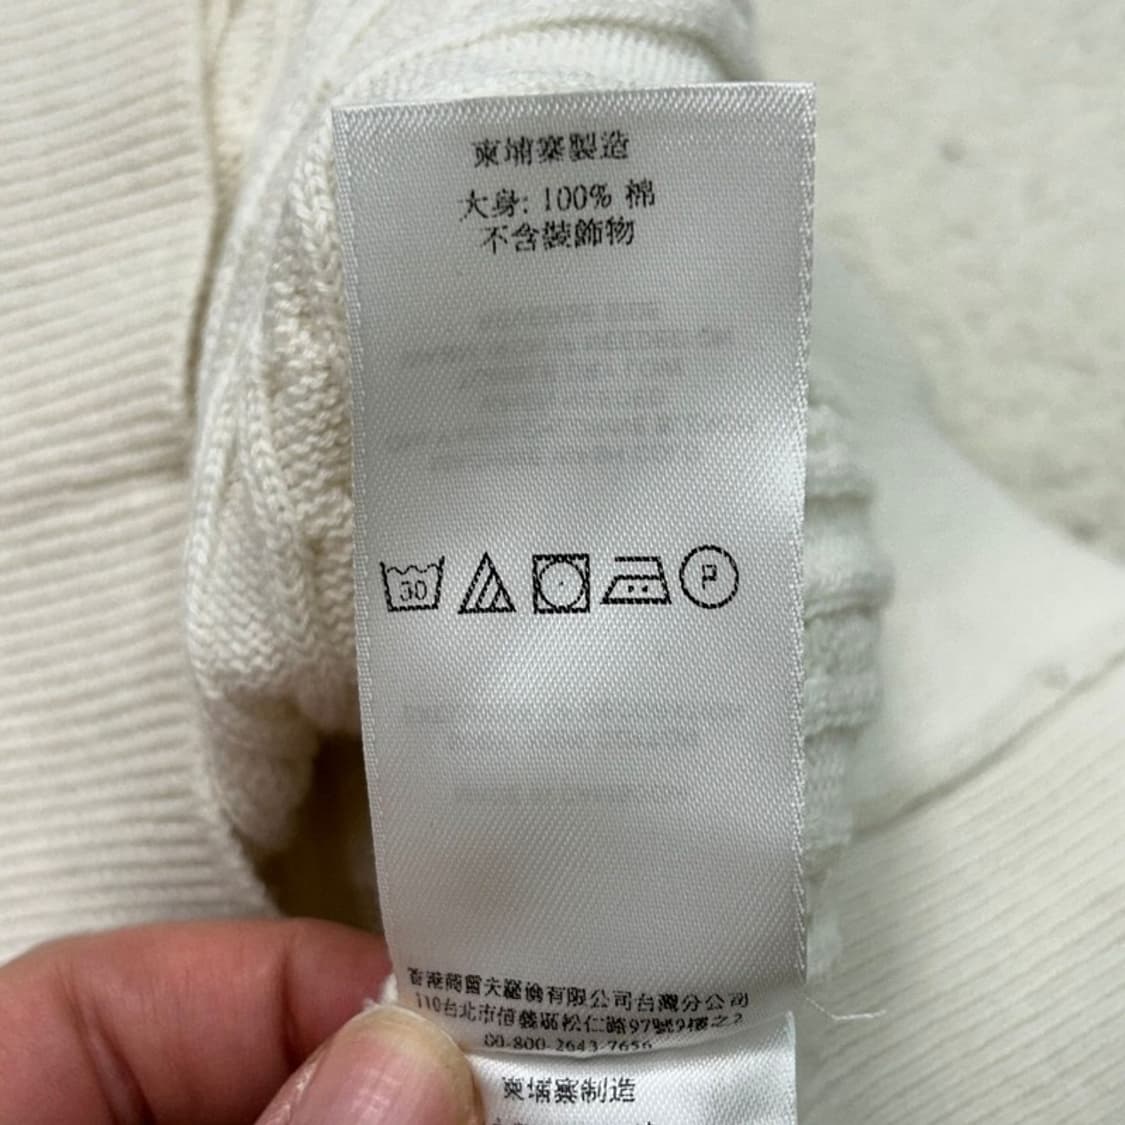 柬埔寨製造
大身: 100% 棉
不含裝飾物
30
P
香港商雷夫羅倫有限公司台灣分公司
110台北市信義區松仁路97號9樓之2
00-800-2643-7656
柬埔寨制造